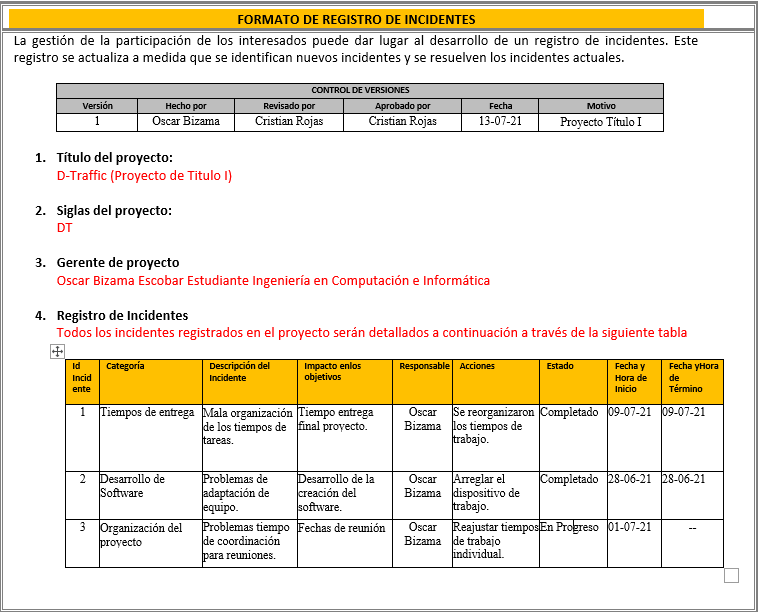 FORMATO DE REGISTRO DE INCIDENTES
La gestión de la participación de los interesados puede dar lugar al desarrollo de un registro de incidentes. Este
registro se actualiza a medida que se identifican nuevos incidentes y se resuelven los incidentes actuales.
CONTROL DE VERSIONES
Versión Hecho por Revisado por Aprobado por Fecha Motivo
1 Oscar Bizama Cristian Rojas Cristian Rojas 13-07-21 Proyecto Título I
1. Título del proyecto:
D-Traffic (Proyecto de Titulo I)
2. Siglas del proyecto:
DT
3. Gerente de proyecto
Oscar Bizama Escobar Estudiante Ingeniería en Computación e Informática
4. Registro de Incidentes
Todos los incidentes registrados en el proyecto serán detallados a continuación a través de la siguiente tabla
Id Categoría Descripción del Impacto enlos Responsable Acciones Estado Fecha y Fecha yHora
Incid Incidente objetivos Hora de de
ente Inicio Término
1 Tiempos de entrega Mala organización Tiempo entrega Oscar Se reorganizaron Completado 09-07-21 09-07-21
de los tiempos de final proyecto. Bizama los tiempos de
tareas. trabajo.
2 Desarrollo de Problemas de Desarrollo de la Oscar Arreglar el Completado 28-06-21 28-06-21
Software adaptación de creación del Bizama dispositivo de
equipo. software. trabajo.
3 Organización del Problemas tiempo Fechas de reunión Oscar Reajustar tiempos En Progreso 01-07-21 --
proyecto de coordinación Bizama de trabajo
para reuniones. individual.